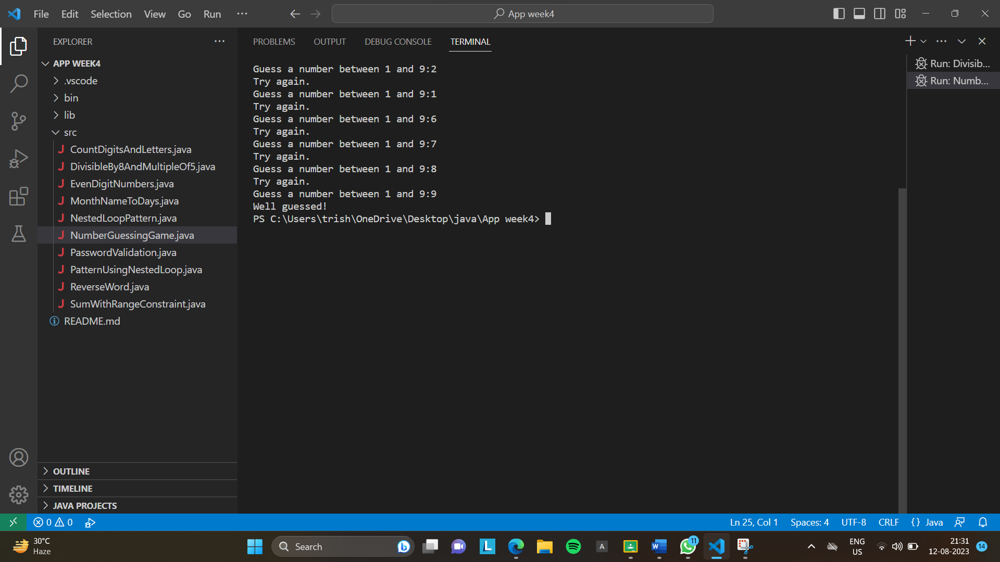 File Edit Selection View Go Run ···
App week4
EXPLORER
APP WEEK4
.vscode
bin
lib
src
J CountDigitsAndLetters.java
J DivisibleBy8AndMultipleOf5.java
J EvenDigitNumbers.java
J MonthNameToDays.java
J NestedLoopPattern.java
J NumberGuessingGame.java
J PasswordValidation.java
J PatternUsingNestedLoop.java
J ReverseWord.java
J SumWithRangeConstraint.java
README.md
OUTLINE
TIMELINE
JAVA PROJECTS
PROBLEMS OUTPUT DEBUG CONSOLE TERMINAL
Guess a number between 1 and 9:2
Try again.
Guess a number between 1 and 9:1
Try again.
Guess a number between 1 and 9:6
Try again.
Guess a number between 1 and 9:7
Try again.
Guess a number between 1 and 9:8
Try again.
Guess a number between 1 and 9:9
Well guessed!
PS C:\Users\trish\OneDrive\Desktop\java\App week4>
Run: Divisib...
Run: Numb...
0 0
Ln 25, Col 1 Spaces: 4 UTF-8 CRLF {} Java
30°C
Haze
Search
L
A
W
11
ENG
US
21:31
12-08-2023
14